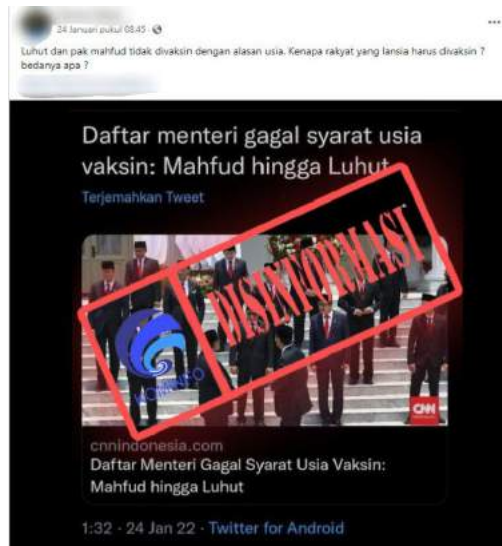 24 Januari pukul 08.45
Luhut dan pak mahfud tidak divaksin dengan alasan usia. Kenapa rakyat yang lansia harus divaksin ?
bedanya apa ?
Daftar menteri gagal syarat usia
vaksin: Mahfud hingga Luhut
Terjemahkan Tweet
DISINFORMASI
KOMINFO
CNN
cnnindonesia.com
Daftar Menteri Gagal Syarat Usia Vaksin:
Mahfud hingga Luhut
1:32 · 24 Jan 22 · Twitter for Android